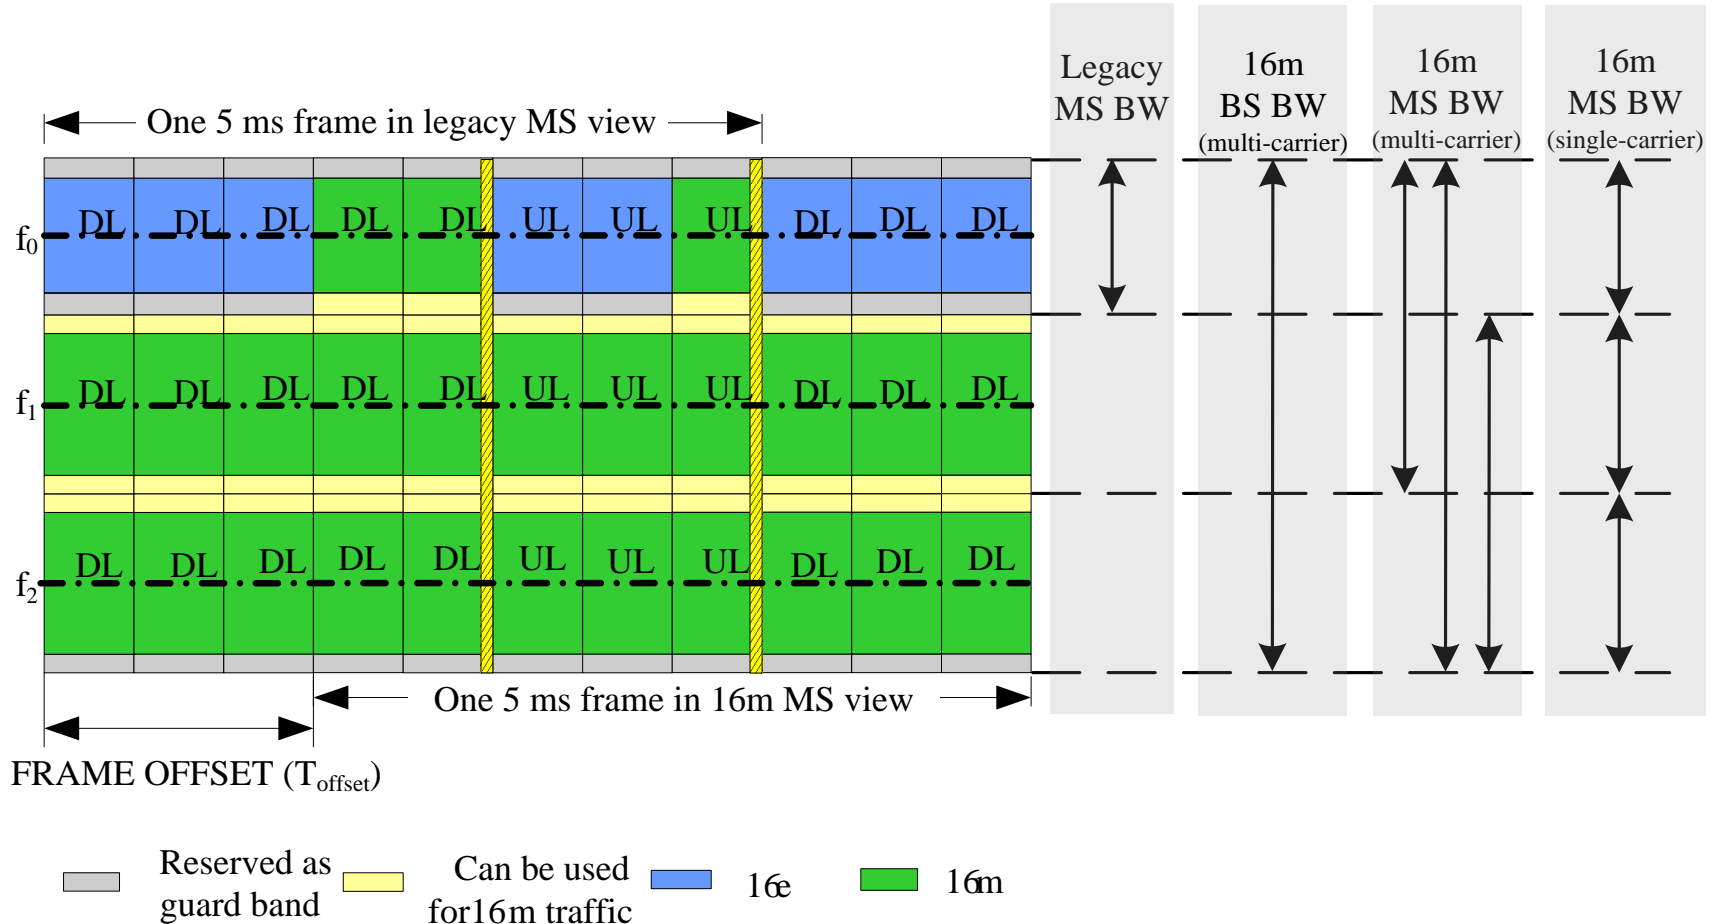 Legacy
MS BW
16m
BS BW
(multi-carrier)
16m
MS BW
(multi-carrier)
16m
MS BW
(single-carrier)
One 5 ms frame in legacy MS view
f0 DL DL DL DL DL UL UL UL DL DL DL
f1 DL DL DL DL DL UL UL UL DL DL DL
f2 DL DL DL DL DL UL UL UL DL DL DL
One 5 ms frame in 16m MS view
FRAME OFFSET (Toffset)
Reserved as
guard band
Can be used
for16m traffic
16e
16m